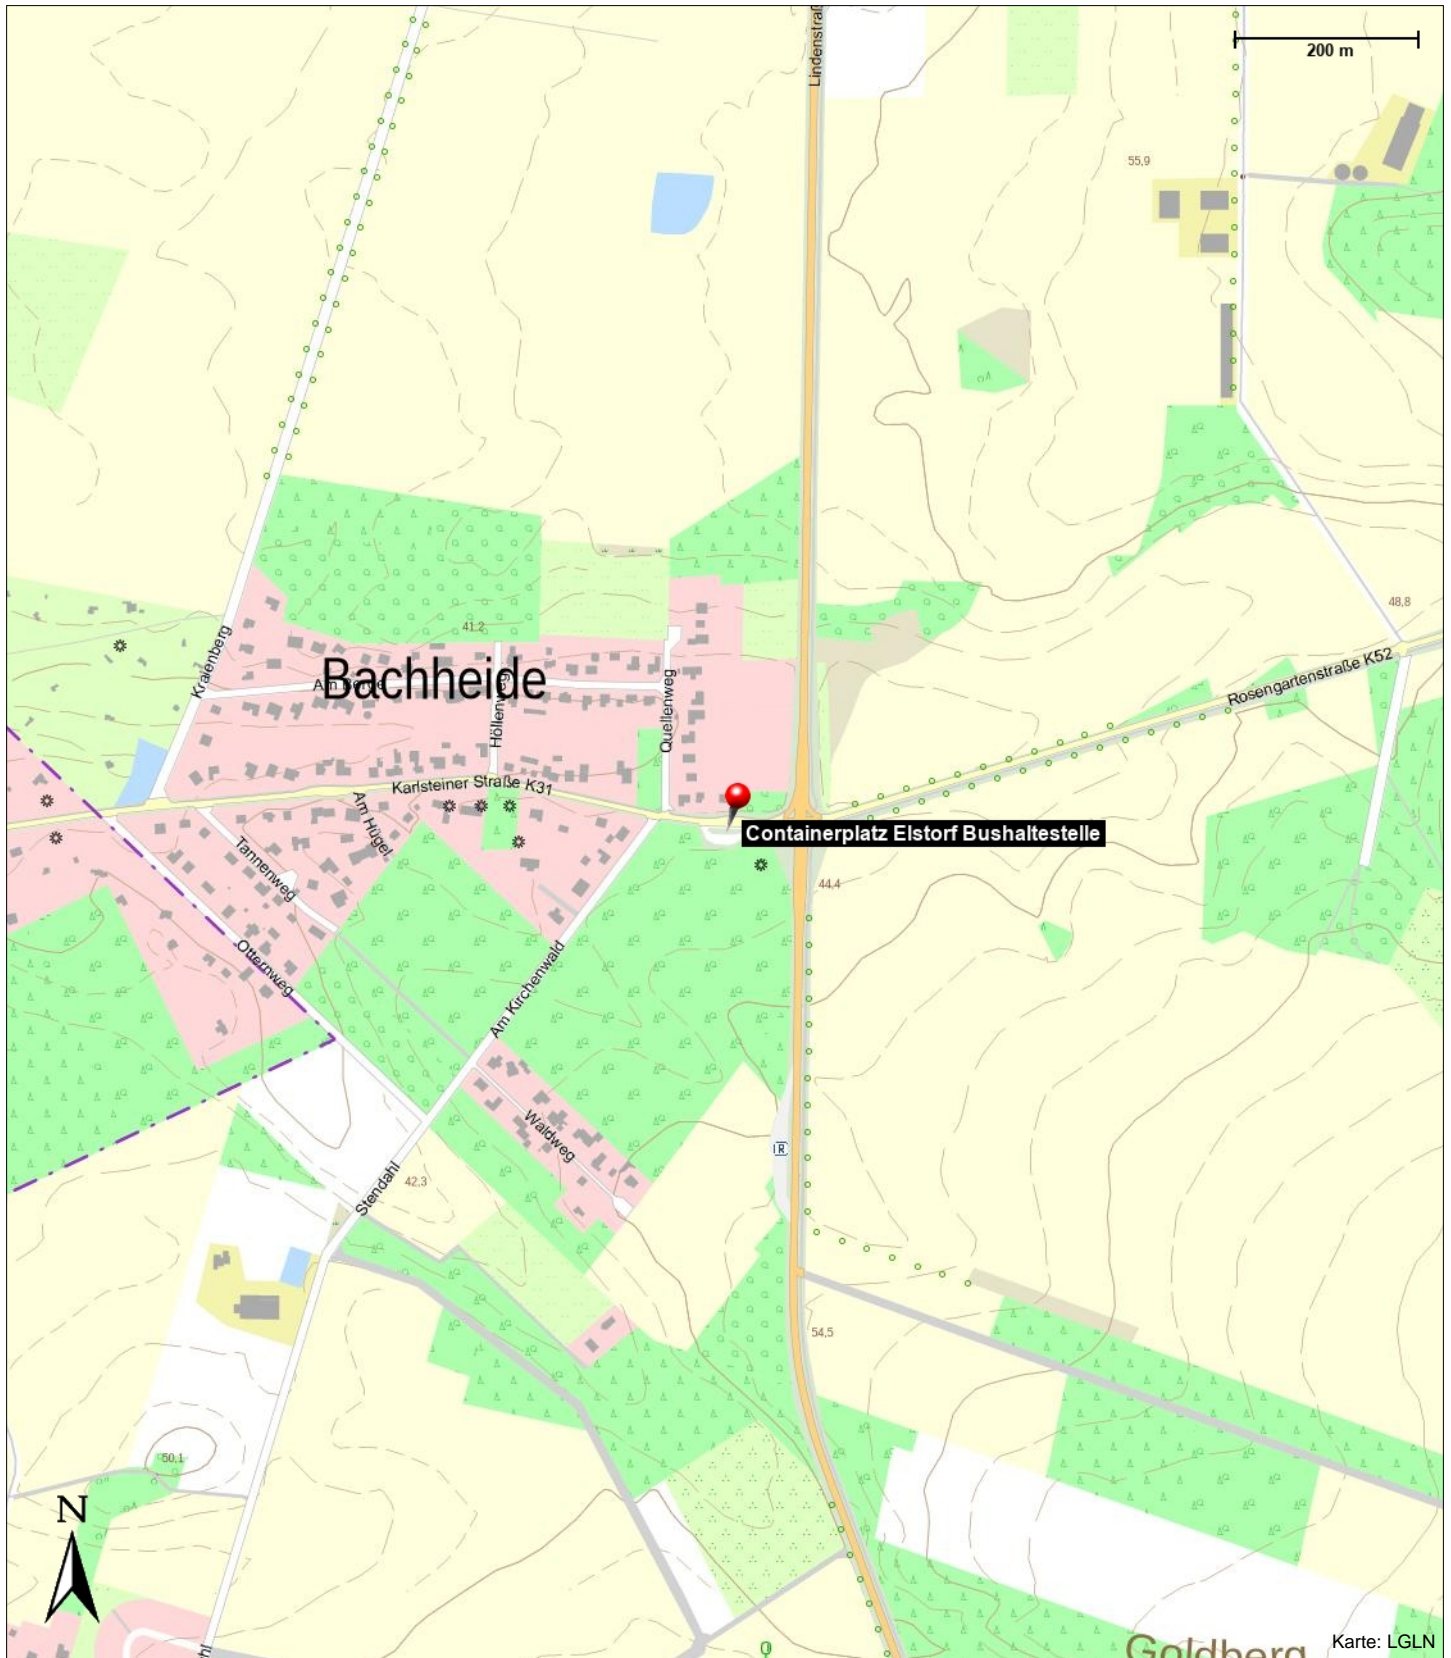 Lindenstraß
200 m
55,9
48,8
41,2
Kraienberg
Bachheide
Höllenweg
Quellenweg
Rosengartenstraße K52
Karlsteiner Straße K31
Am Hügel
Containerplatz Elstorf Bushaltestelle
Tannenweg
44,4
Otternweg
Am Kirchenwald
Waldweg
R
42,3
Stendahl
54,5
50,1
N
Goldberg
Karte: LGLN